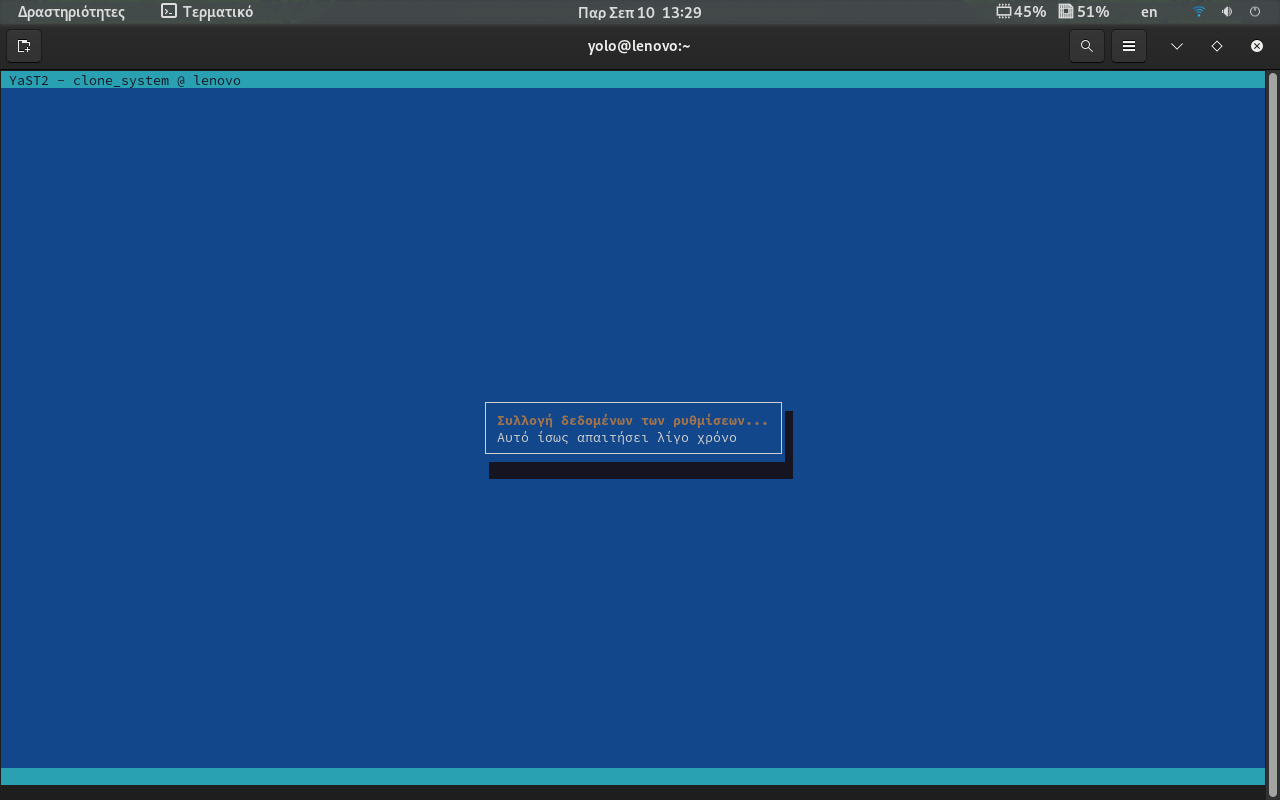 Δραστηριότητες Τερματικό Παρ Σεπ 10 13:29 45% 51% en
yolo@lenovo:~
YaST2 - clone_system @ lenovo
Συλλογή δεδομένων των ρυθμίσεων...
Αυτό ίσως απαιτήσει λίγο χρόνο